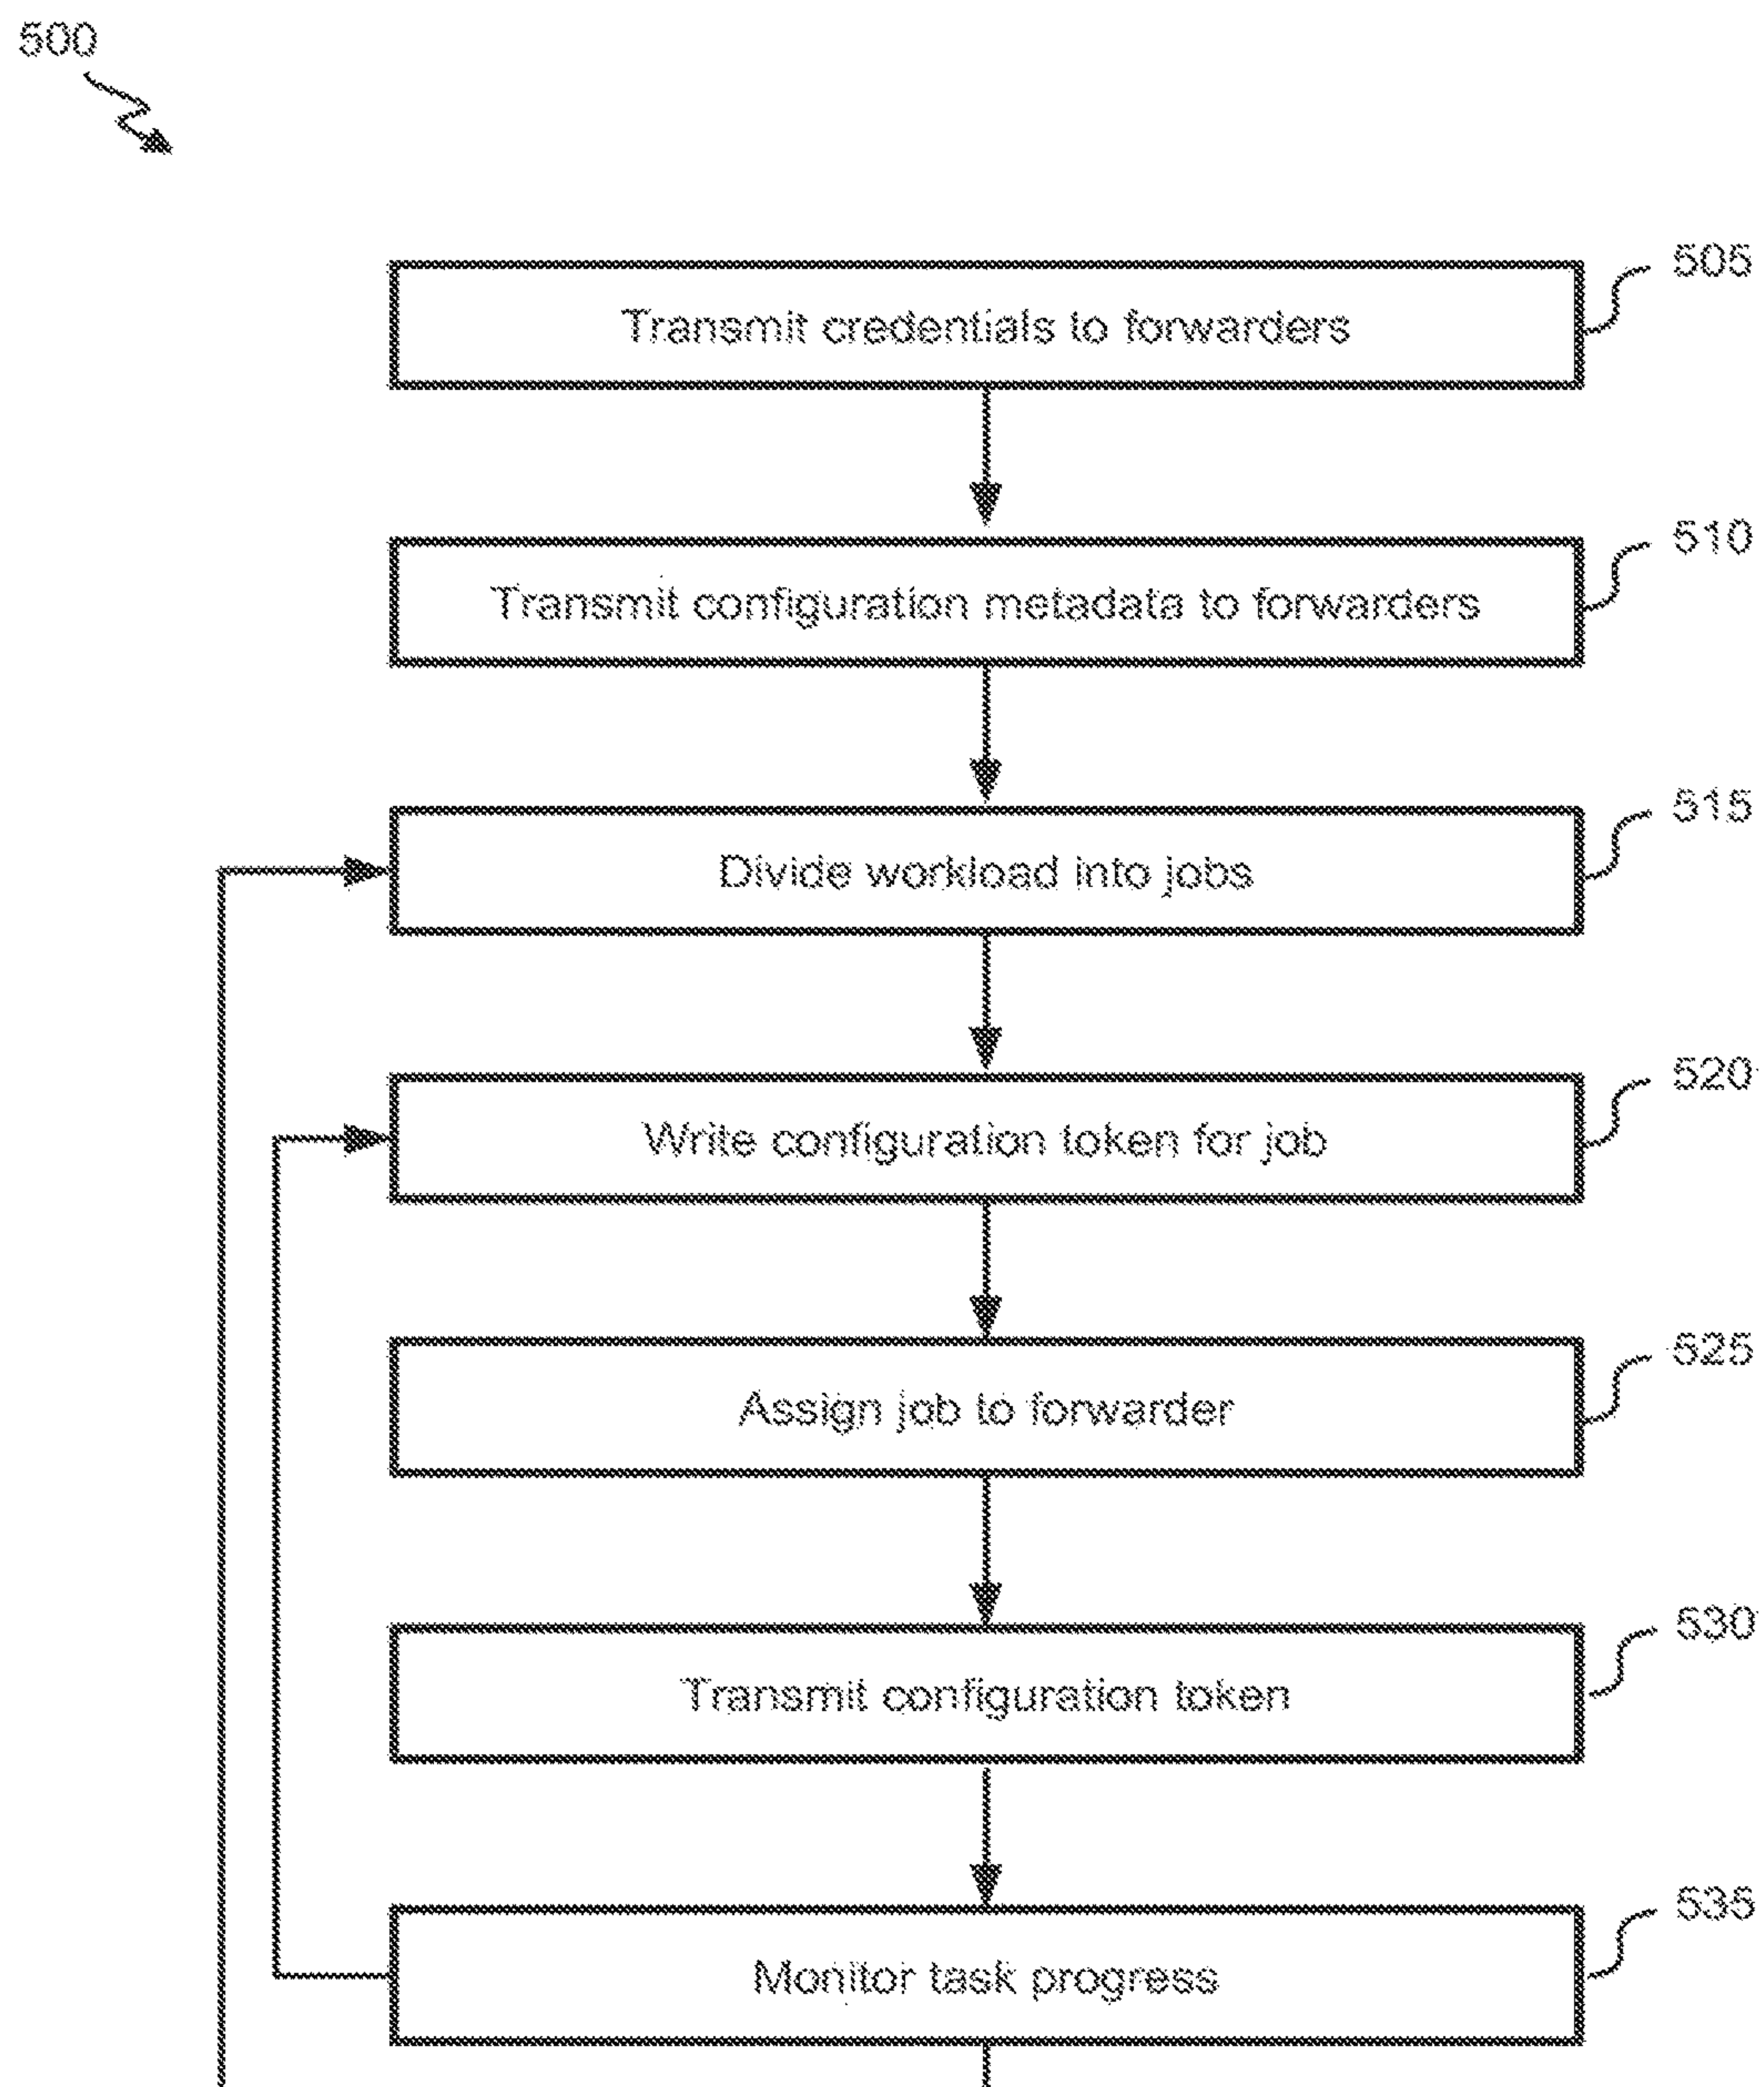 500
505
Transmit credentials to forwarders
510
Transmit configuration metadata to forwarders
515
Divide workload into jobs
520
Write configuration token for job
525
Assign job to forwarder
530
Transmit configuration token
535
Monitor task progress